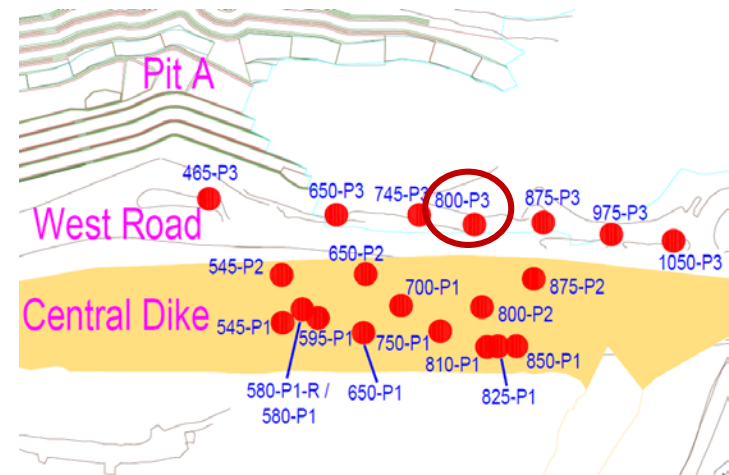 Pit A
465-P3
650-P3
745-P3
800-P3
875-P3
975-P3
1050-P3
West Road
545-P2
650-P2
875-P2
700-P1
800-P2
Central Dike
545-P1
595-P1
750-P1
810-P1
850-P1
580-P1-R /
580-P1
650-P1
825-P1